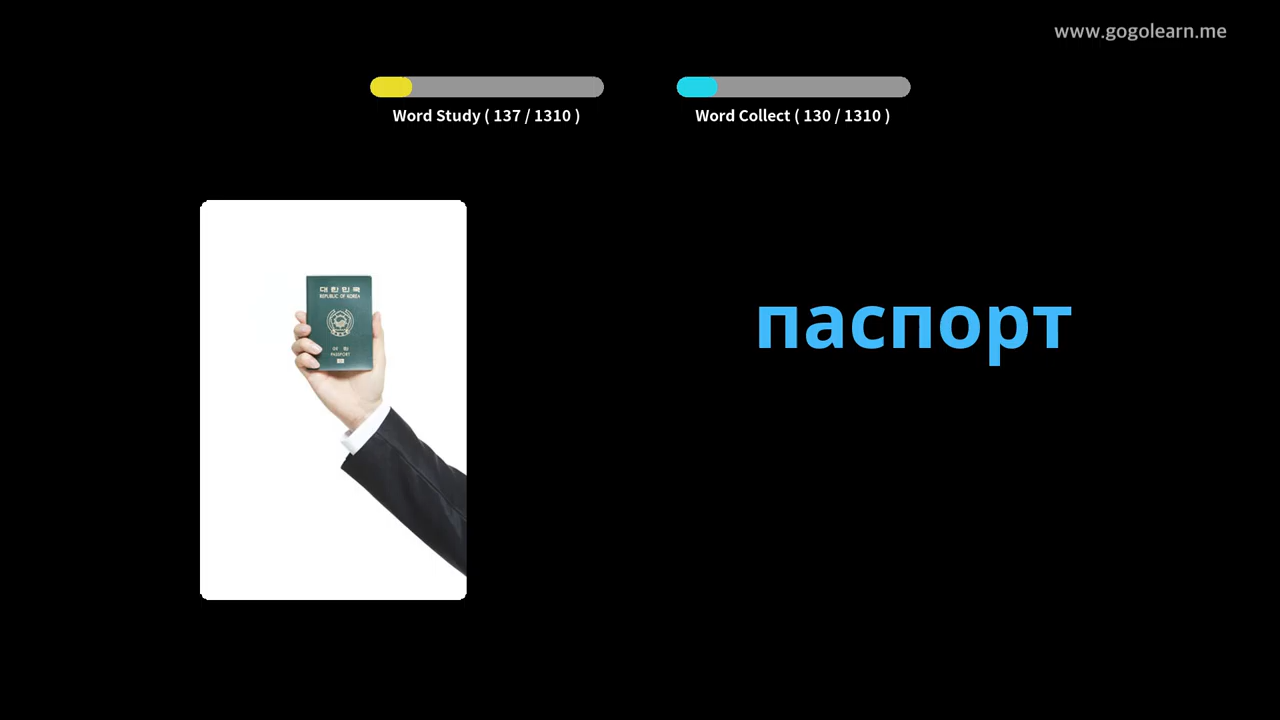 www.gogolearn.me
Word Study ( 137 / 1310 )
Word Collect ( 130 / 1310 )
대한민국
REPUBLIC OF KOREA
PASSPORT
паспорт